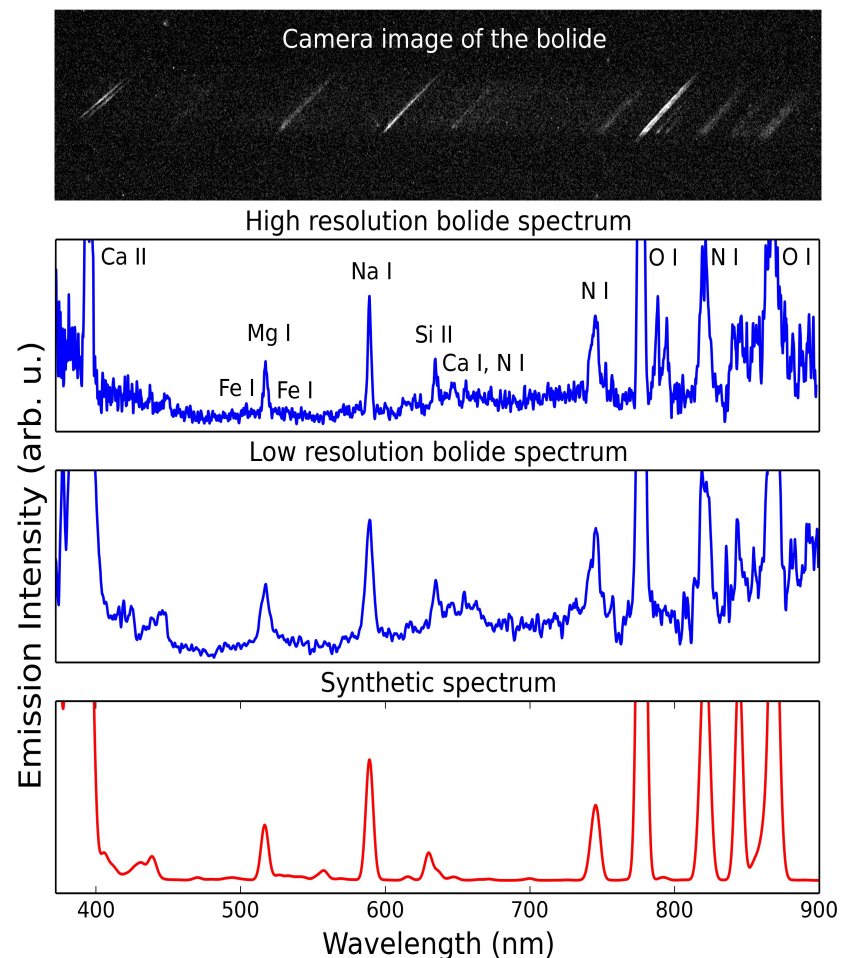 Camera image of the bolide
High resolution bolide spectrum
Ca II
Mg I
Fe I
Fe I
Na I
Si II
Ca I, N I
N I
O I
N I
O I
Low resolution bolide spectrum
Synthetic spectrum
Emission Intensity (arb. u.)
400 500 600 700 800 900
Wavelength (nm)